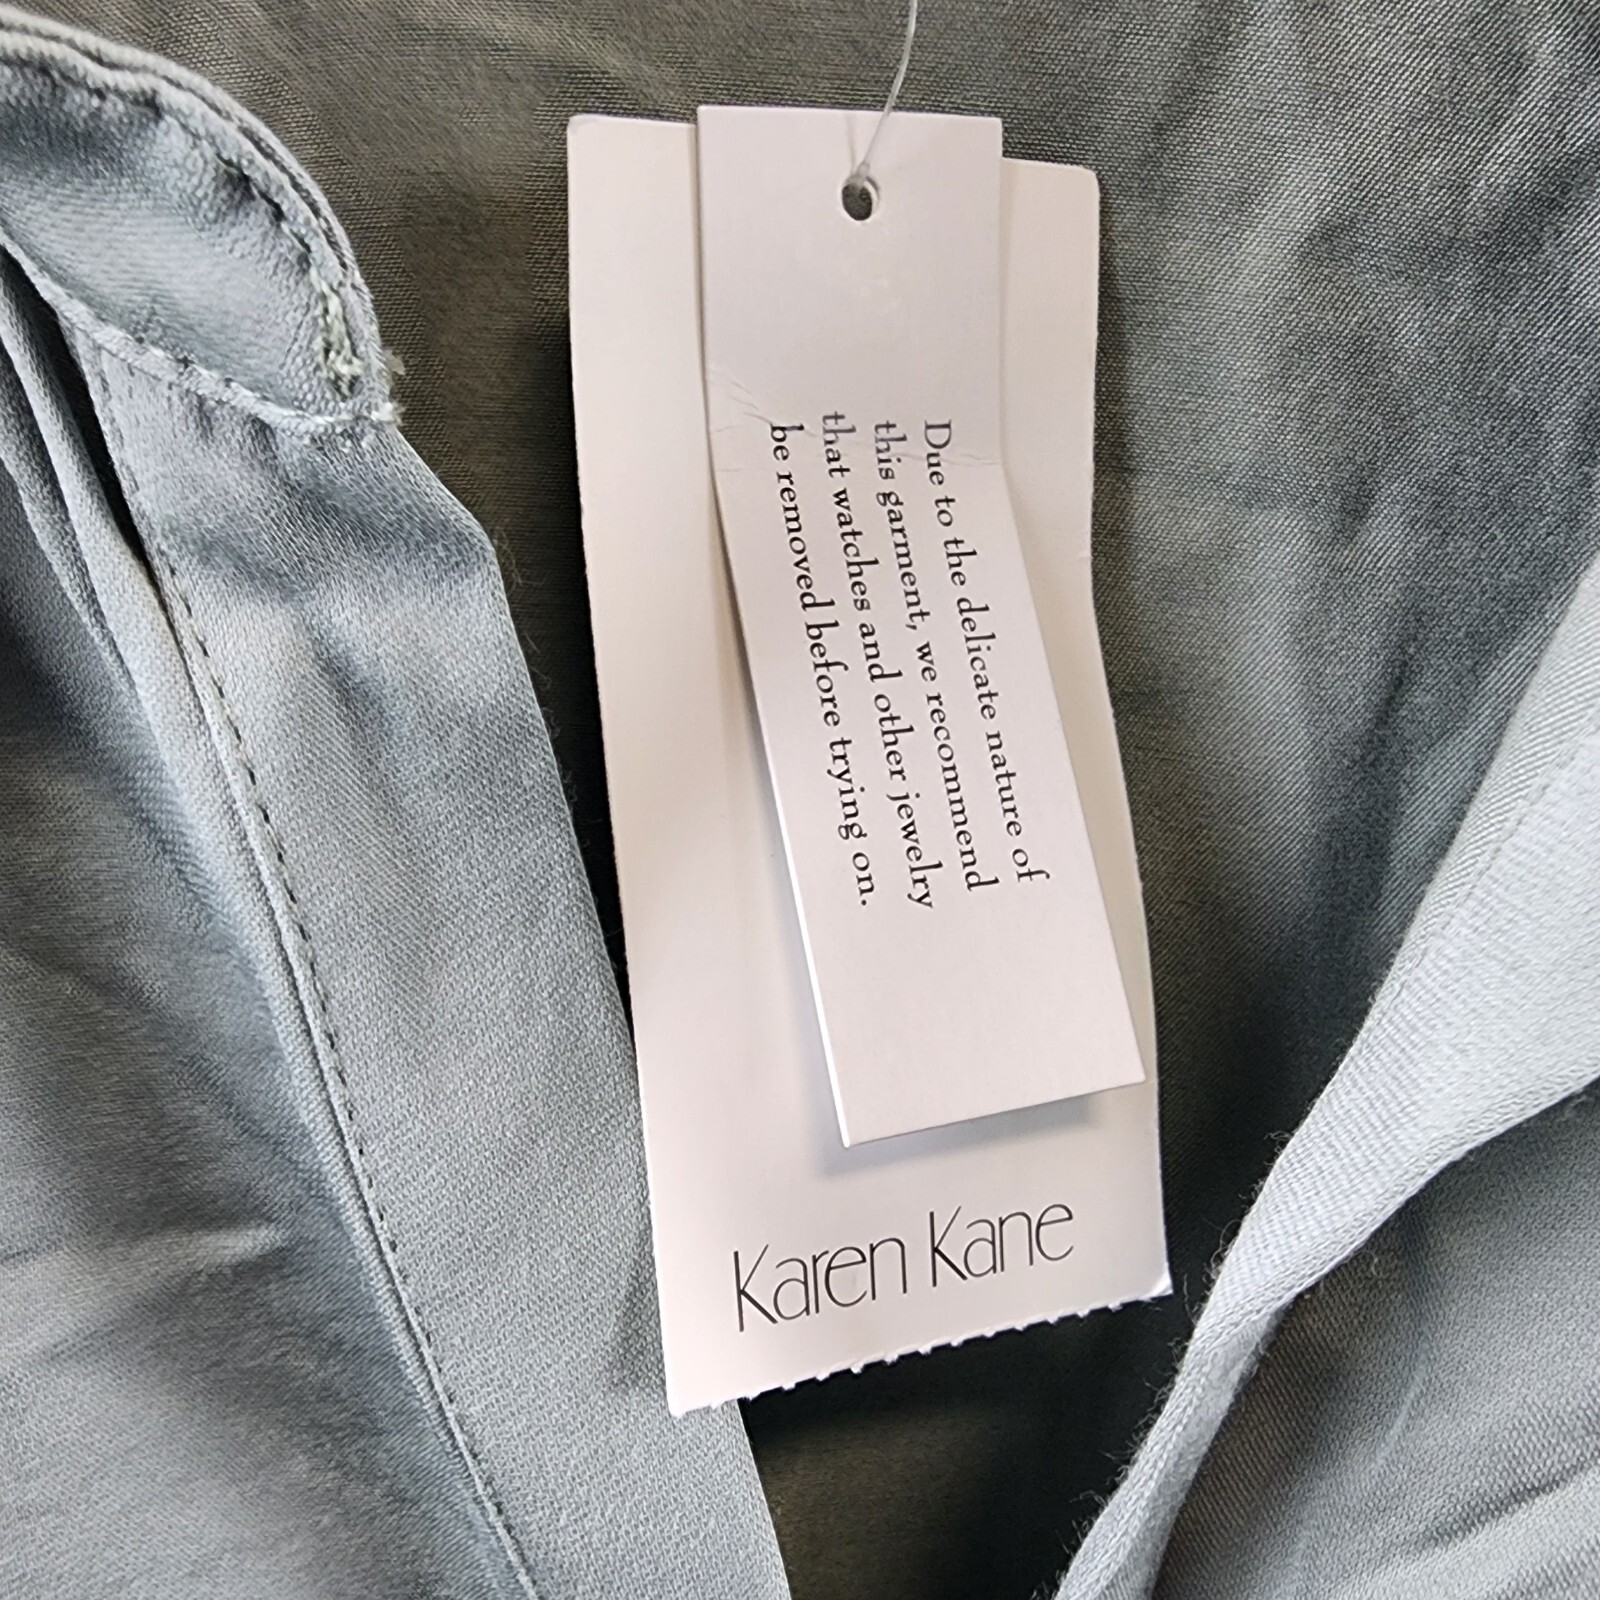 Due to the delicate nature of
this garment, we recommend
that watches and other jewelry
be removed before trying on.
Karen Kane